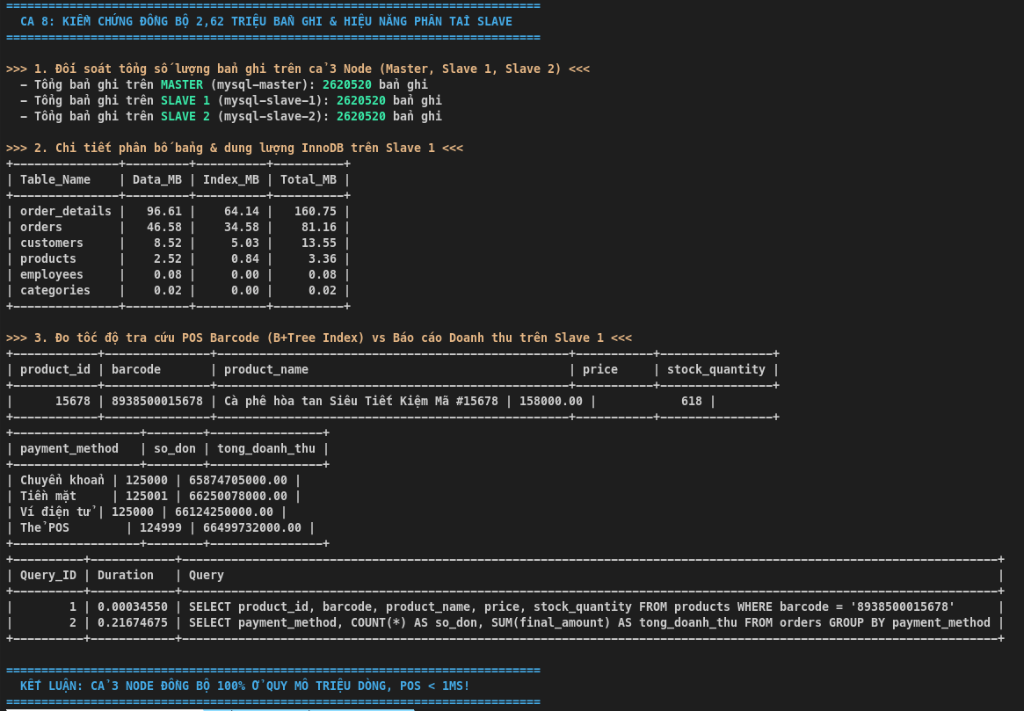 ======================================================================
CA 8: KIỂM CHỨNG ĐỒNG BỘ 2,62 TRIỆU BẢN GHI & HIỆU NĂNG PHÂN TẢI SLAVE
======================================================================
>>> 1. Đối soát tổng số lượng bản ghi trên cả 3 Node (Master, Slave 1, Slave 2) <<<
- Tổng bản ghi trên MASTER (mysql-master): 2620520 bản ghi
- Tổng bản ghi trên SLAVE 1 (mysql-slave-1): 2620520 bản ghi
- Tổng bản ghi trên SLAVE 2 (mysql-slave-2): 2620520 bản ghi
>>> 2. Chi tiết phân bố bảng & dung lượng InnoDB trên Slave 1 <<<
| Table_Name | Data_MB | Index_MB | Total_MB |
| order_details | 96.61 | 64.14 | 160.75 |
| orders | 46.58 | 34.58 | 81.16 |
| customers | 8.52 | 5.03 | 13.55 |
| products | 2.52 | 0.84 | 3.36 |
| employees | 0.08 | 0.00 | 0.08 |
| categories | 0.02 | 0.00 | 0.02 |
>>> 3. Đo tốc độ tra cứu POS Barcode (B+Tree Index) vs Báo cáo Doanh thu trên Slave 1 <<<
| product_id | barcode | product_name | price | stock_quantity |
| 15678 | 8938500015678 | Cà phê hòa tan Siêu Tiết Kiệm Mã #15678 | 158000.00 | 618 |
| payment_method | so_don | tong_doanh_thu |
| Chuyển khoản | 125000 | 65874705000.00 |
| Tiền mặt | 125001 | 66250078000.00 |
| Ví điện tử | 125000 | 66124250000.00 |
| Thẻ POS | 124999 | 66499732000.00 |
| Query_ID | Duration | Query |
| 1 | 0.00034550 | SELECT product_id, barcode, product_name, price, stock_quantity FROM products WHERE barcode = '8938500015678' |
| 2 | 0.21674675 | SELECT payment_method, COUNT(*) AS so_don, SUM(final_amount) AS tong_doanh_thu FROM orders GROUP BY payment_method |
======================================================================
KẾT LUẬN: CẢ 3 NODE ĐỒNG BỘ 100% Ở QUY MÔ TRIỆU DÒNG, POS < 1MS!
======================================================================